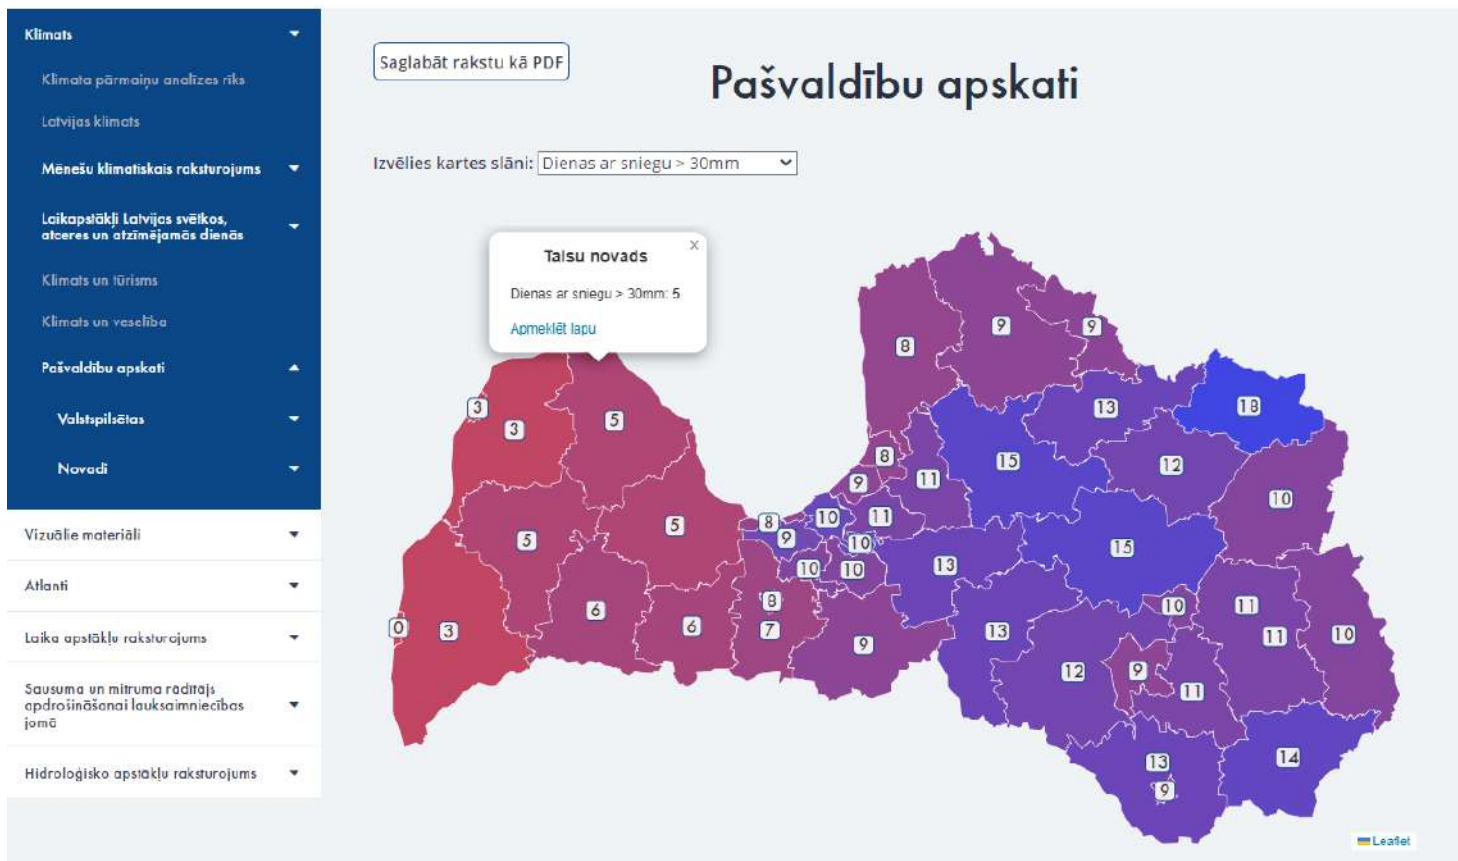 Klimats
Klimata pārmaiņu analīzes rīks
Latvijas klimats
Mēnešu klimatiskais raksturojums
Laikapstākļi Latvijas svētkos,
atceres un atzīmējamās dienās
Klimats un tūrisms
Klimats un veselība
Pašvaldību apskati
Valstspilsētas
Novadi
Vizuālie materiāli
Atlanti
Laika apstākļu raksturojums
Sausuma un mitruma rādītājs
apdrošināšanai lauksaimniecības
jomā
Hidroloģisko apstākļu raksturojums
Saglabāt rakstu kā PDF
Pašvaldību apskati
Izvēlies kartes slāni: Dienas ar sniegu > 30mm
Talsu novads
x
Dienas ar sniegu > 30mm: 5
Apmeklēt lapu
9
9
8
3
13
18
5
3
8
15
12
11
9
10
5
8
10
11
5
9
10
15
13
10
10
8
10
11
6
0
3
6
7
13
11
10
9
12
9
11
13
14
9
Leaflet